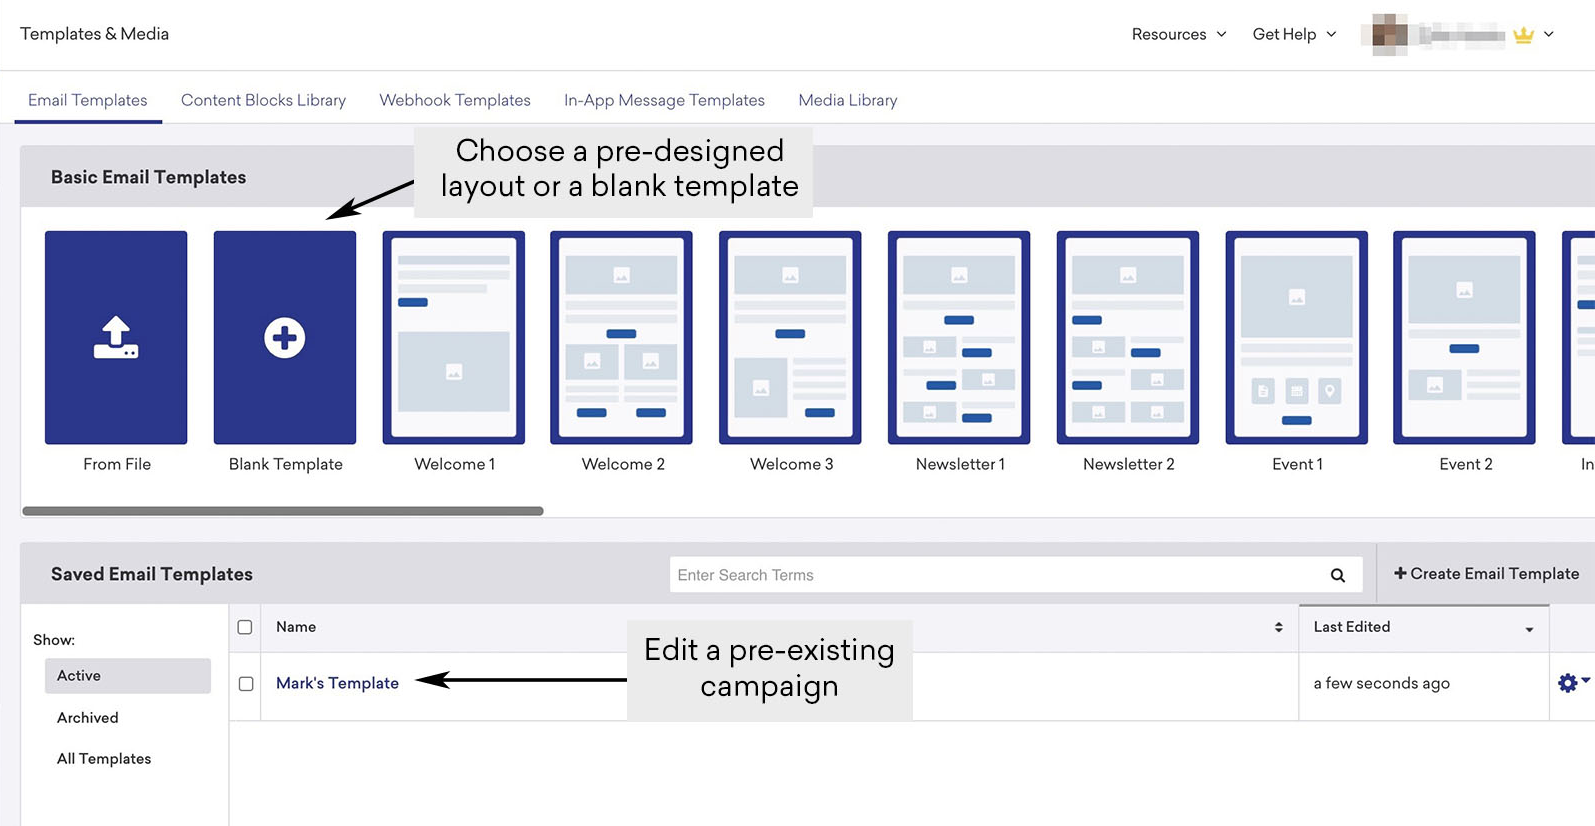 Templates & Media
Resources
Get Help
Email Templates
Content Blocks Library
Webhook Templates
In-App Message Templates
Media Library
Choose a pre-designed
layout or a blank template
Basic Email Templates
From File
Blank Template
Welcome 1
Welcome 2
Welcome 3
Newsletter 1
Newsletter 2
Event 1
Event 2
In
Saved Email Templates
Enter Search Terms
Create Email Template
Show:
Active
Archived
All Templates
Name
Last Edited
Mark's Template
Edit a pre-existing
campaign
a few seconds ago